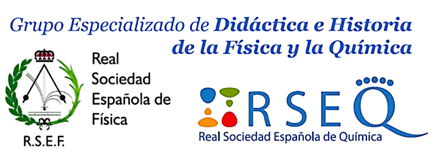 Grupo Especializado de Didáctica e Historia
de la Física y la Química
Real
Sociedad
Española de
Física
R.S.E.F.
RSEQ
Real Sociedad Española de Química